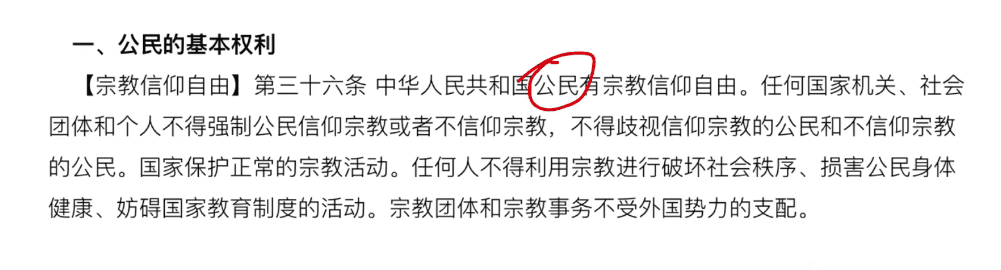 一、公民的基本权利
【宗教信仰自由】第三十六条 中华人民共和国公民有宗教信仰自由。任何国家机关、社会
团体和个人不得强制公民信仰宗教或者不信仰宗教，不得歧视信仰宗教的公民和不信仰宗教
的公民。国家保护正常的宗教活动。任何人不得利用宗教进行破坏社会秩序、损害公民身体
健康、妨碍国家教育制度的活动。宗教团体和宗教事务不受外国势力的支配。